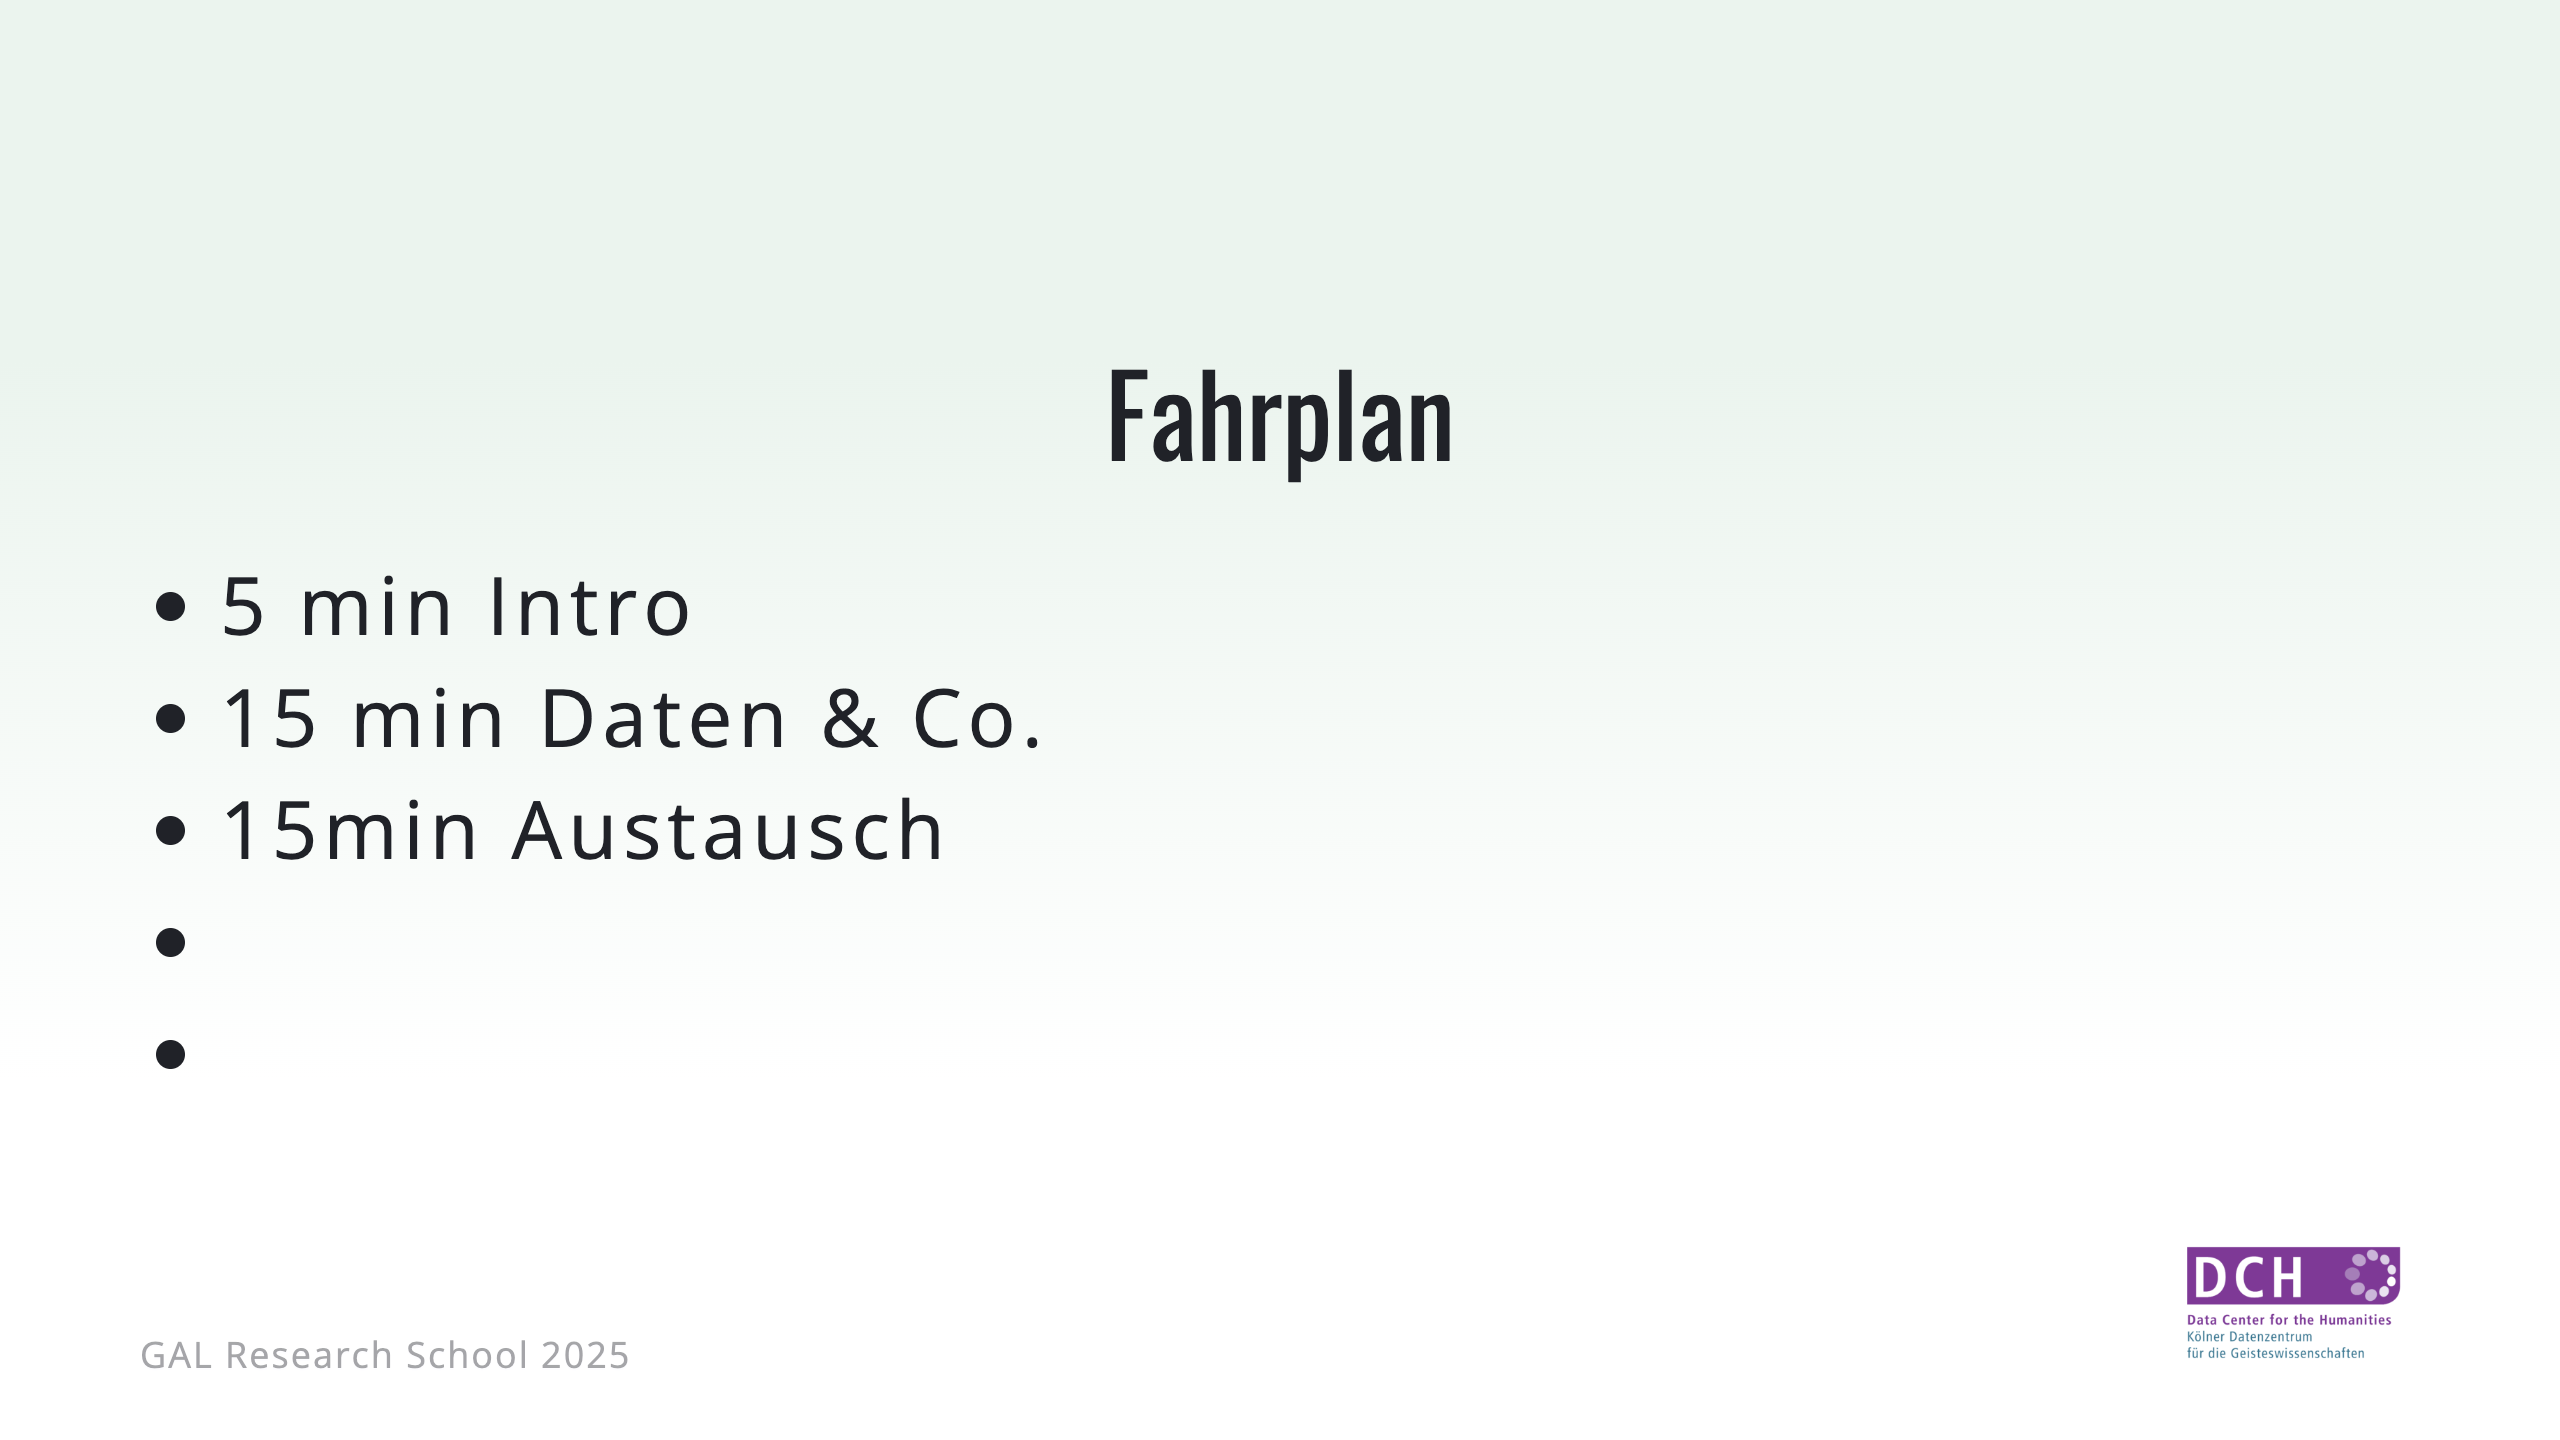 Fahrplan
• 5 min Intro
• 15 min Daten & Co.
• 15min Austausch
•
•
GAL Research School 2025
DCH
Data Center for the Humanities
Kölner Datenzentrum
für die Geisteswissenschaften